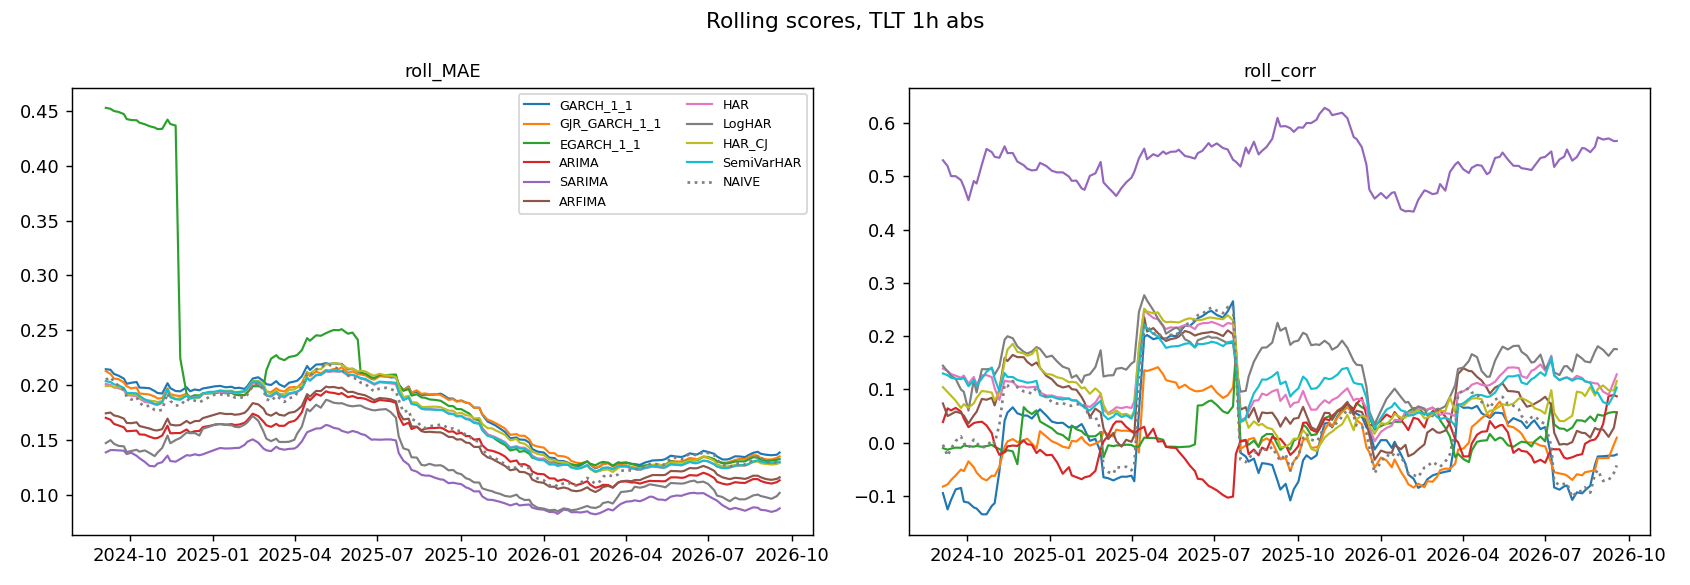 Rolling scores, TLT 1h abs
roll_MAE
0.45
0.40
0.35
0.30
0.25
0.20
0.15
0.10
2024-10 2025-01 2025-04 2025-07 2025-10 2026-01 2026-04 2026-07 2026-10
GARCH_1_1
GJR_GARCH_1_1
EGARCH_1_1
ARIMA
SARIMA
ARFIMA
HAR
LogHAR
HAR_CJ
SemiVarHAR
NAIVE
roll_corr
0.6
0.5
0.4
0.3
0.2
0.1
0.0
−0.1
2024-10 2025-01 2025-04 2025-07 2025-10 2026-01 2026-04 2026-07 2026-10